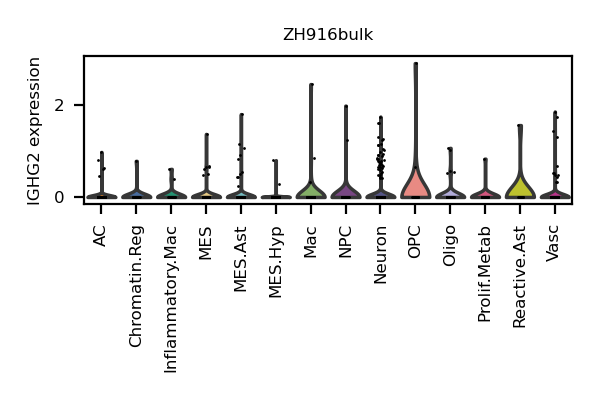 ZH916bulk
IGHG2 expression
2
0
AC
Chromatin.Reg
Inflammatory.Mac
MES
MES.Ast
MES.Hyp
Mac
NPC
Neuron
OPC
Oligo
Prolif.Metab
Reactive.Ast
Vasc